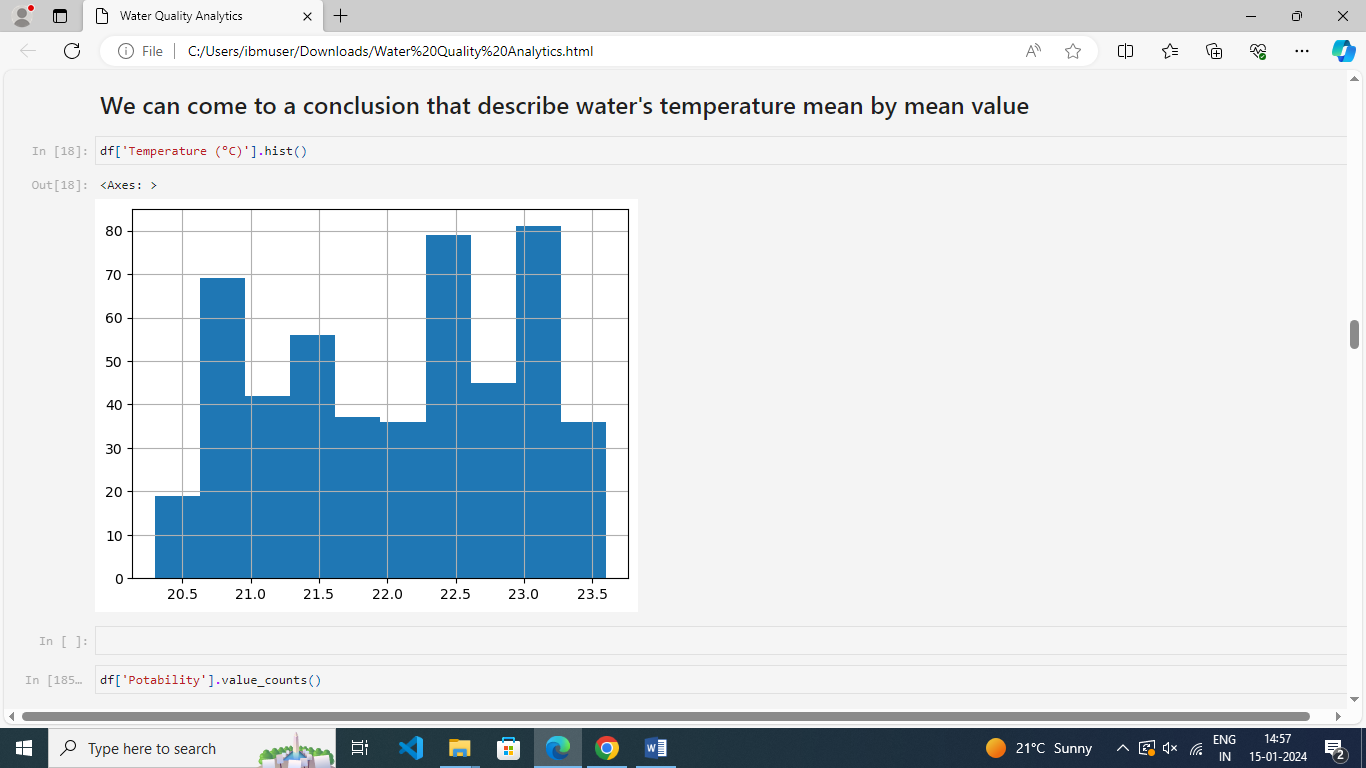 Water Quality Analytics
File
C:/Users/ibmuser/Downloads/Water%20Quality%20Analytics.html
We can come to a conclusion that describe water's temperature mean by mean value
In [18]:
df['Temperature (°C)'].hist()
Out[18]:
<Axes: >
80
70
60
50
40
30
20
10
0
20.5 21.0 21.5 22.0 22.5 23.0 23.5
In [ ]:
In [185…
df['Potability'].value_counts()
Type here to search
21°C Sunny
ENG
IN
14:57
15-01-2024
2